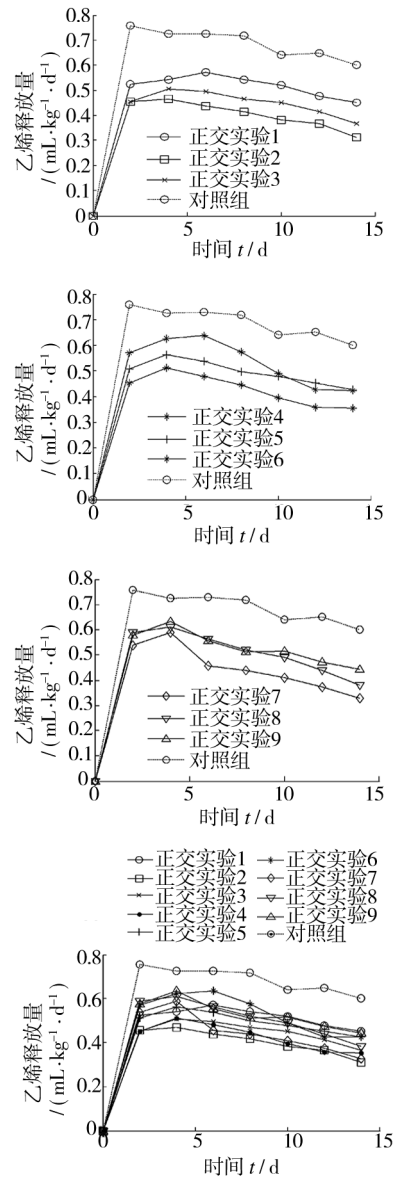 0.8
0.7
0.6
0.5
0.4
0.3
0.2
0.1
0
乙烯释放量
/(mL·kg⁻¹·d⁻¹)
正交实验1
正交实验2
正交实验3
对照组
0 5 10 15
时间 t / d
0.8
0.7
0.6
0.5
0.4
0.3
0.2
0.1
0
乙烯释放量
/(mL·kg⁻¹·d⁻¹)
正交实验4
正交实验5
正交实验6
对照组
0 5 10 15
时间 t / d
0.8
0.7
0.6
0.5
0.4
0.3
0.2
0.1
0
乙烯释放量
/(mL·kg⁻¹·d⁻¹)
正交实验7
正交实验8
正交实验9
对照组
0 5 10 15
时间 t / d
正交实验1 正交实验6
正交实验2 正交实验7
正交实验3 正交实验8
正交实验4 正交实验9
正交实验5 对照组
0.8
0.6
0.4
0.2
0
乙烯释放量
/(mL·kg⁻¹·d⁻¹)
0 5 10 15
时间 t / d